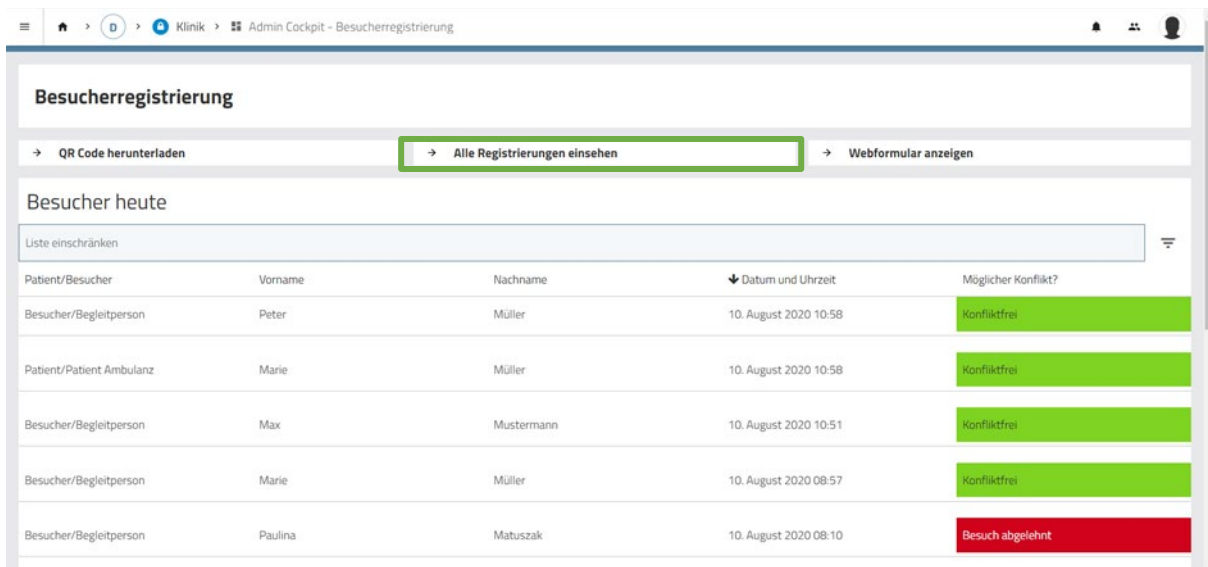 D Klinik Admin Cockpit - Besucherregistrierung
Besucherregistrierung
QR Code herunterladen Alle Registrierungen einsehen Webformular anzeigen
Besucher heute
Liste einschränken
Patient/Besucher Vorname Nachname Datum und Uhrzeit Möglicher Konflikt?
Besucher/Begleitperson Peter Müller 10. August 2020 10:58 Konfliktfrei
Patient/Patient Ambulanz Marie Müller 10. August 2020 10:58 Konfliktfrei
Besucher/Begleitperson Max Mustermann 10. August 2020 10:51 Konfliktfrei
Besucher/Begleitperson Marie Müller 10. August 2020 08:57 Konfliktfrei
Besucher/Begleitperson Paulina Matuszak 10. August 2020 08:10 Besuch abgelehnt